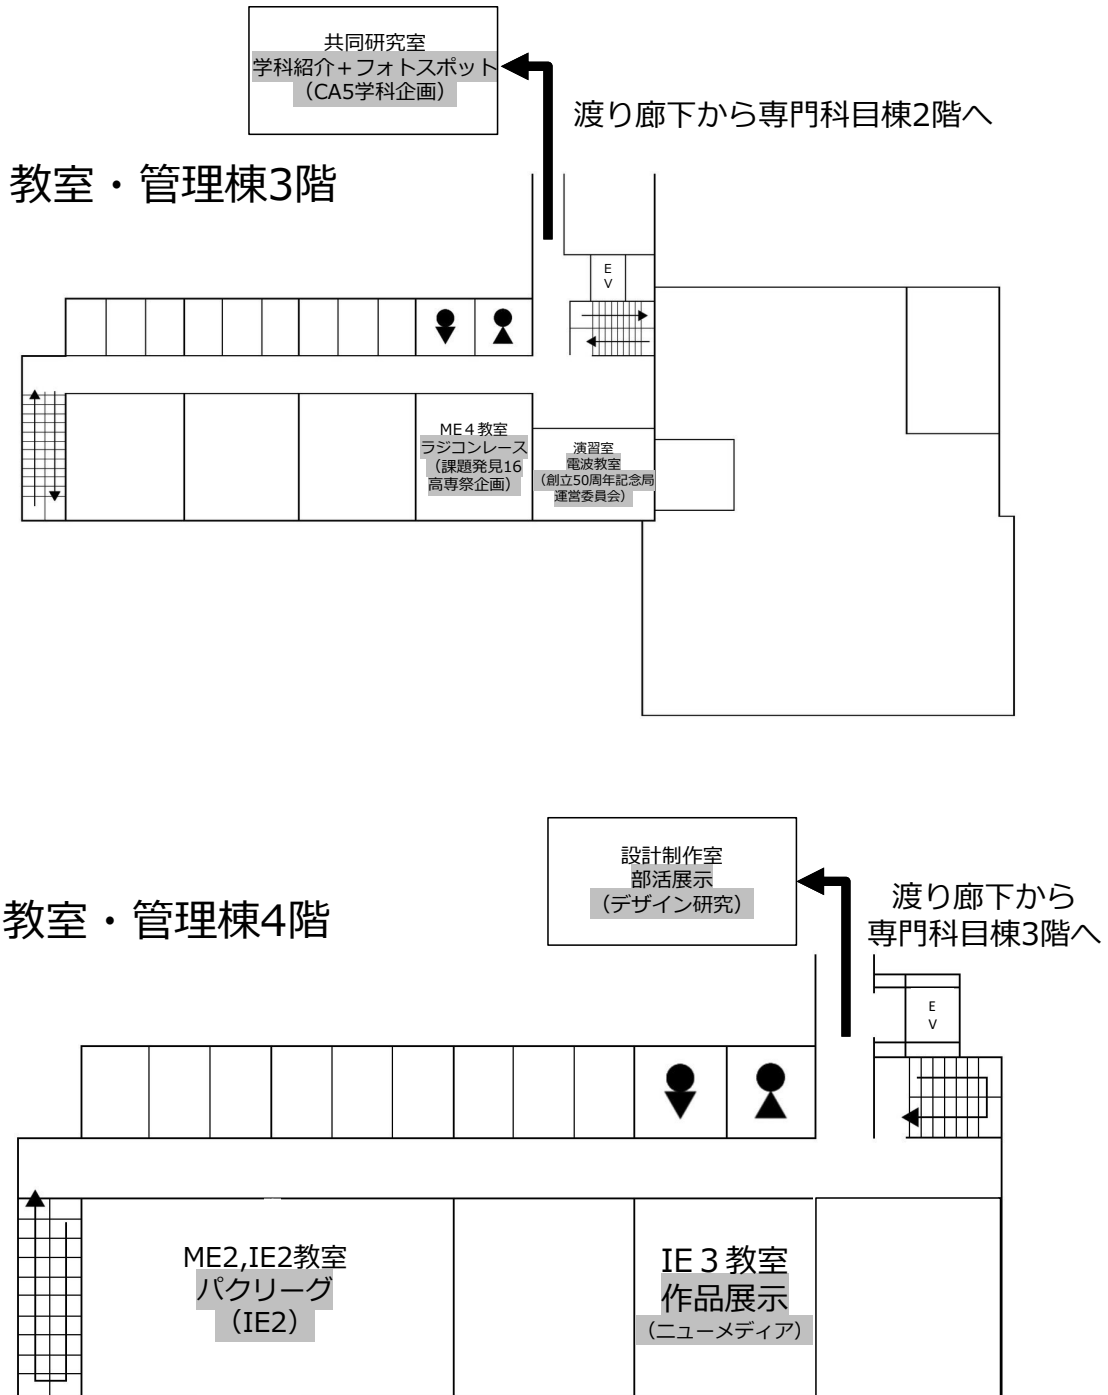 共同研究室
学科紹介＋フォトスポット
（CA5学科企画）
渡り廊下から専門科目棟2階へ
教室・管理棟3階
E
V
ME４教室
ラジコンレース
（課題発見16
高専祭企画）
演習室
電波教室
（創立50周年記念局
運営委員会）
設計制作室
部活展示
（デザイン研究）
渡り廊下から
専門科目棟3階へ
教室・管理棟4階
E
V
ME2,IE2教室
パクリーグ
（IE2）
IE３教室
作品展示
（ニューメディア）